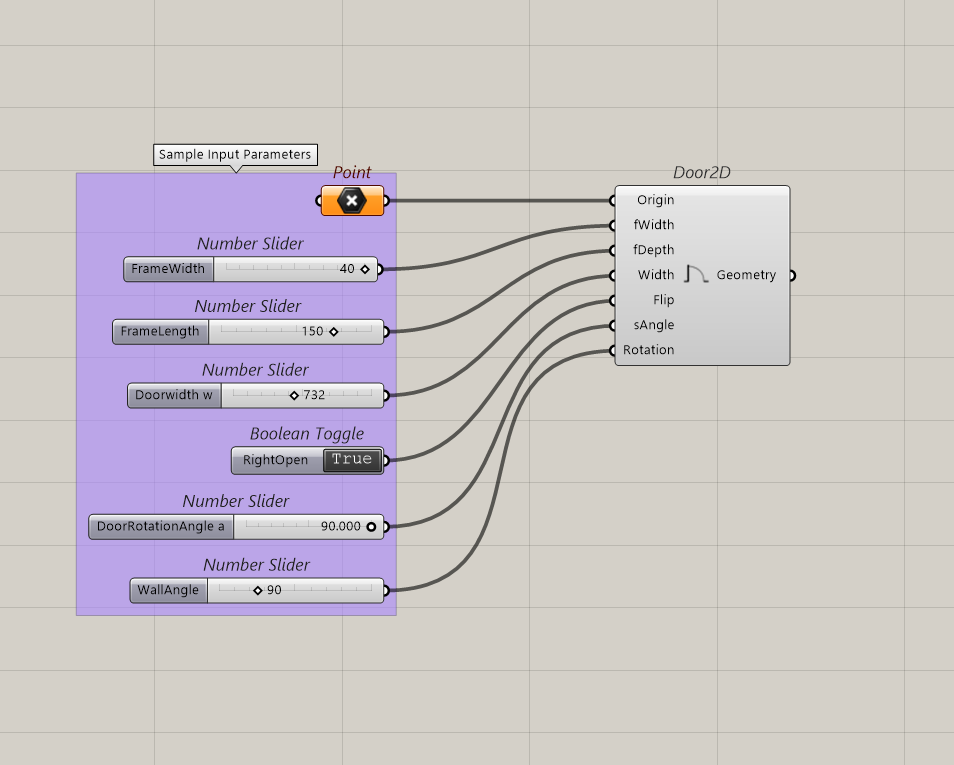 Sample Input Parameters
Point
Number Slider
FrameWidth 40
Number Slider
FrameLength 150
Number Slider
Doorwidth w 732
Boolean Toggle
RightOpen True
Number Slider
DoorRotationAngle a 90.000
Number Slider
WallAngle 90
Door2D
Origin
fWidth
fDepth
Width Geometry
Flip
sAngle
Rotation